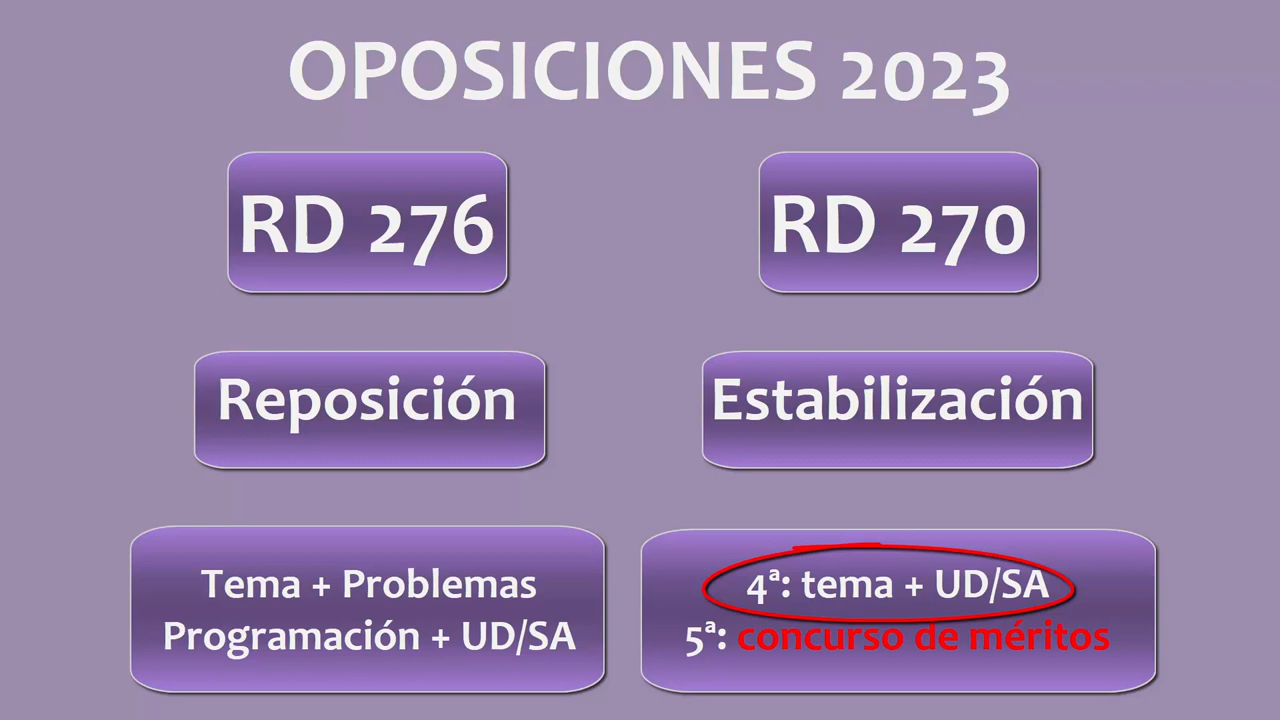 OPOSICIONES 2023
RD 276
RD 270
Reposición
Estabilización
Tema + Problemas
Programación + UD/SA
4ª: tema + UD/SA
5ª: concurso de méritos